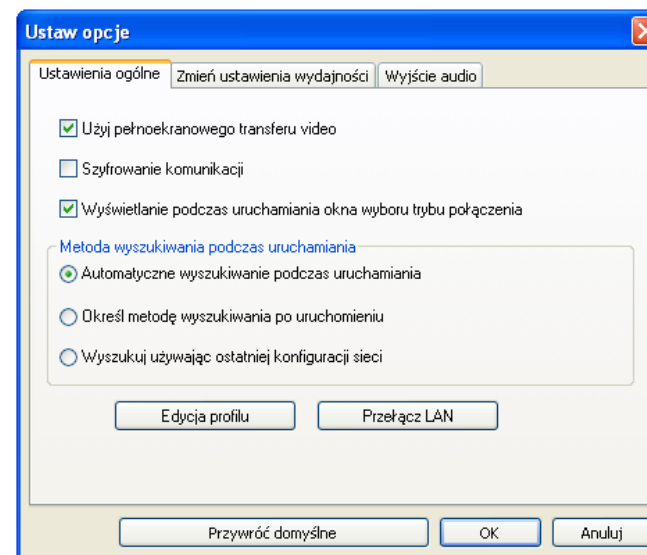 Ustaw opcje
Ustawienia ogólne Zmień ustawienia wydajności Wyjście audio
Użyj pełnoekranowego transferu video
Szyfrowanie komunikacji
Wyświetlanie podczas uruchamiania okna wyboru trybu połączenia
Metoda wyszukiwania podczas uruchamiania
Automatyczne wyszukiwanie podczas uruchamiania
Określ metodę wyszukiwania po uruchomieniu
Wyszukuj używając ostatniej konfiguracji sieci
Edycja profilu Przełącz LAN
Przywróć domyślne OK Anuluj